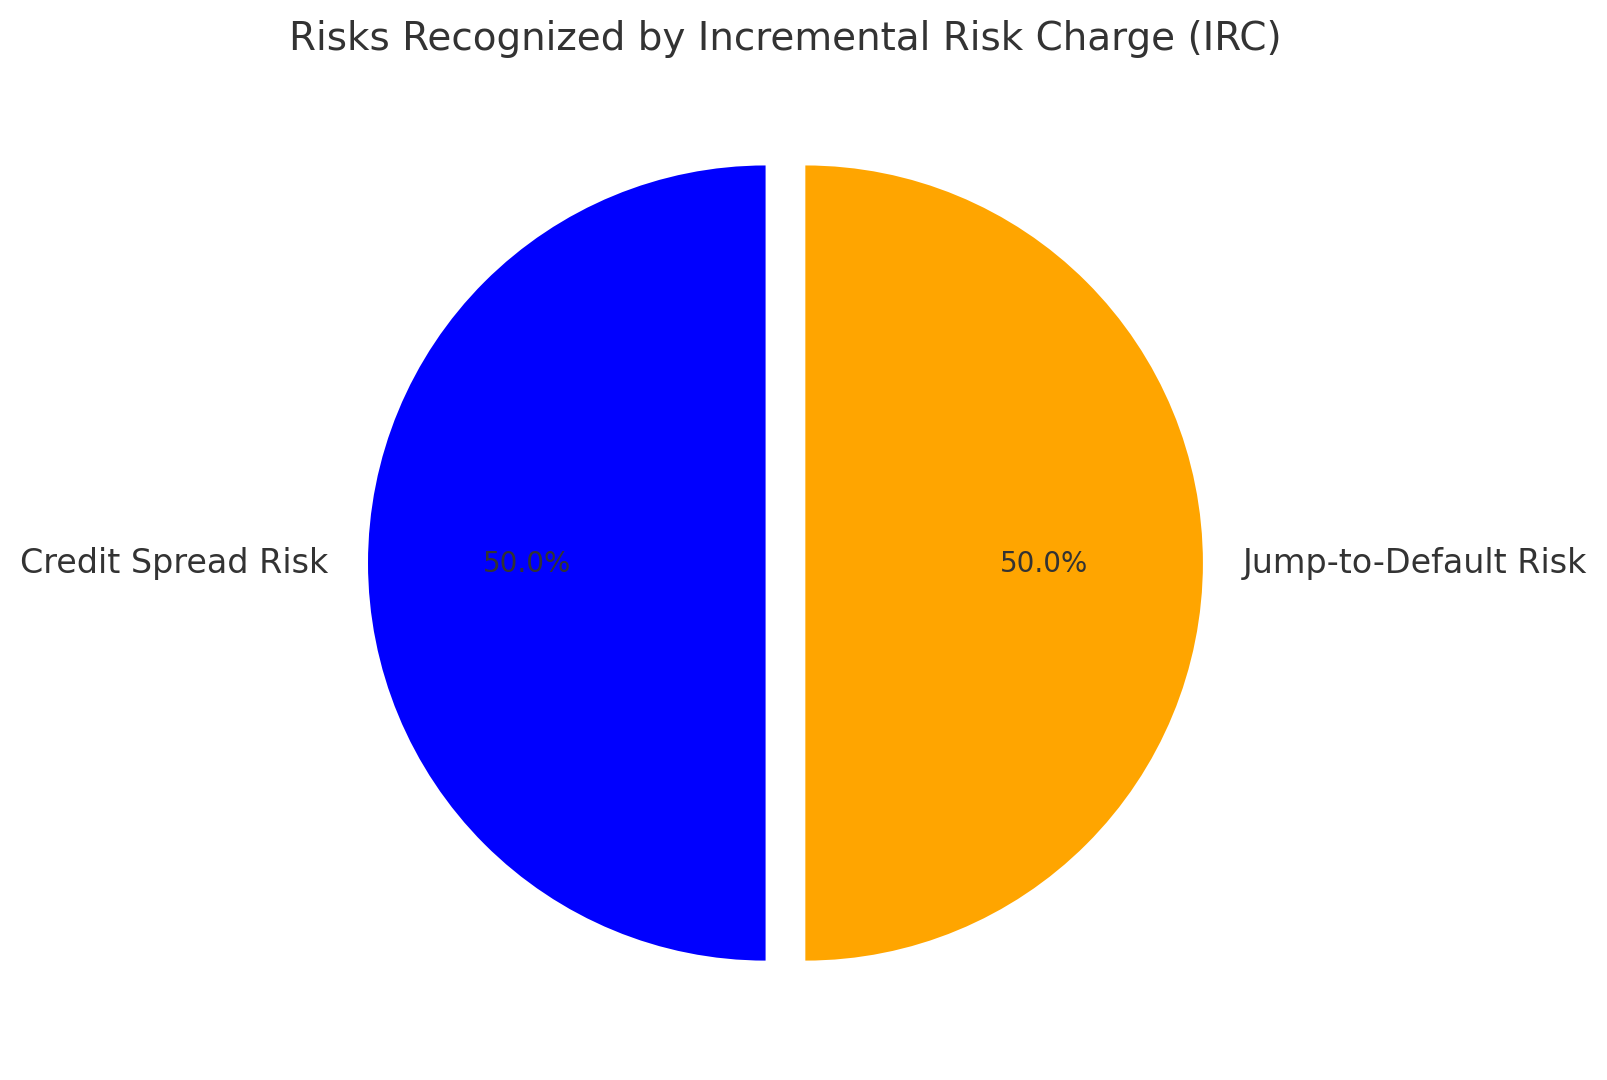 Risks Recognized by Incremental Risk Charge (IRC)
Credit Spread Risk
50.0%
50.0%
Jump-to-Default Risk